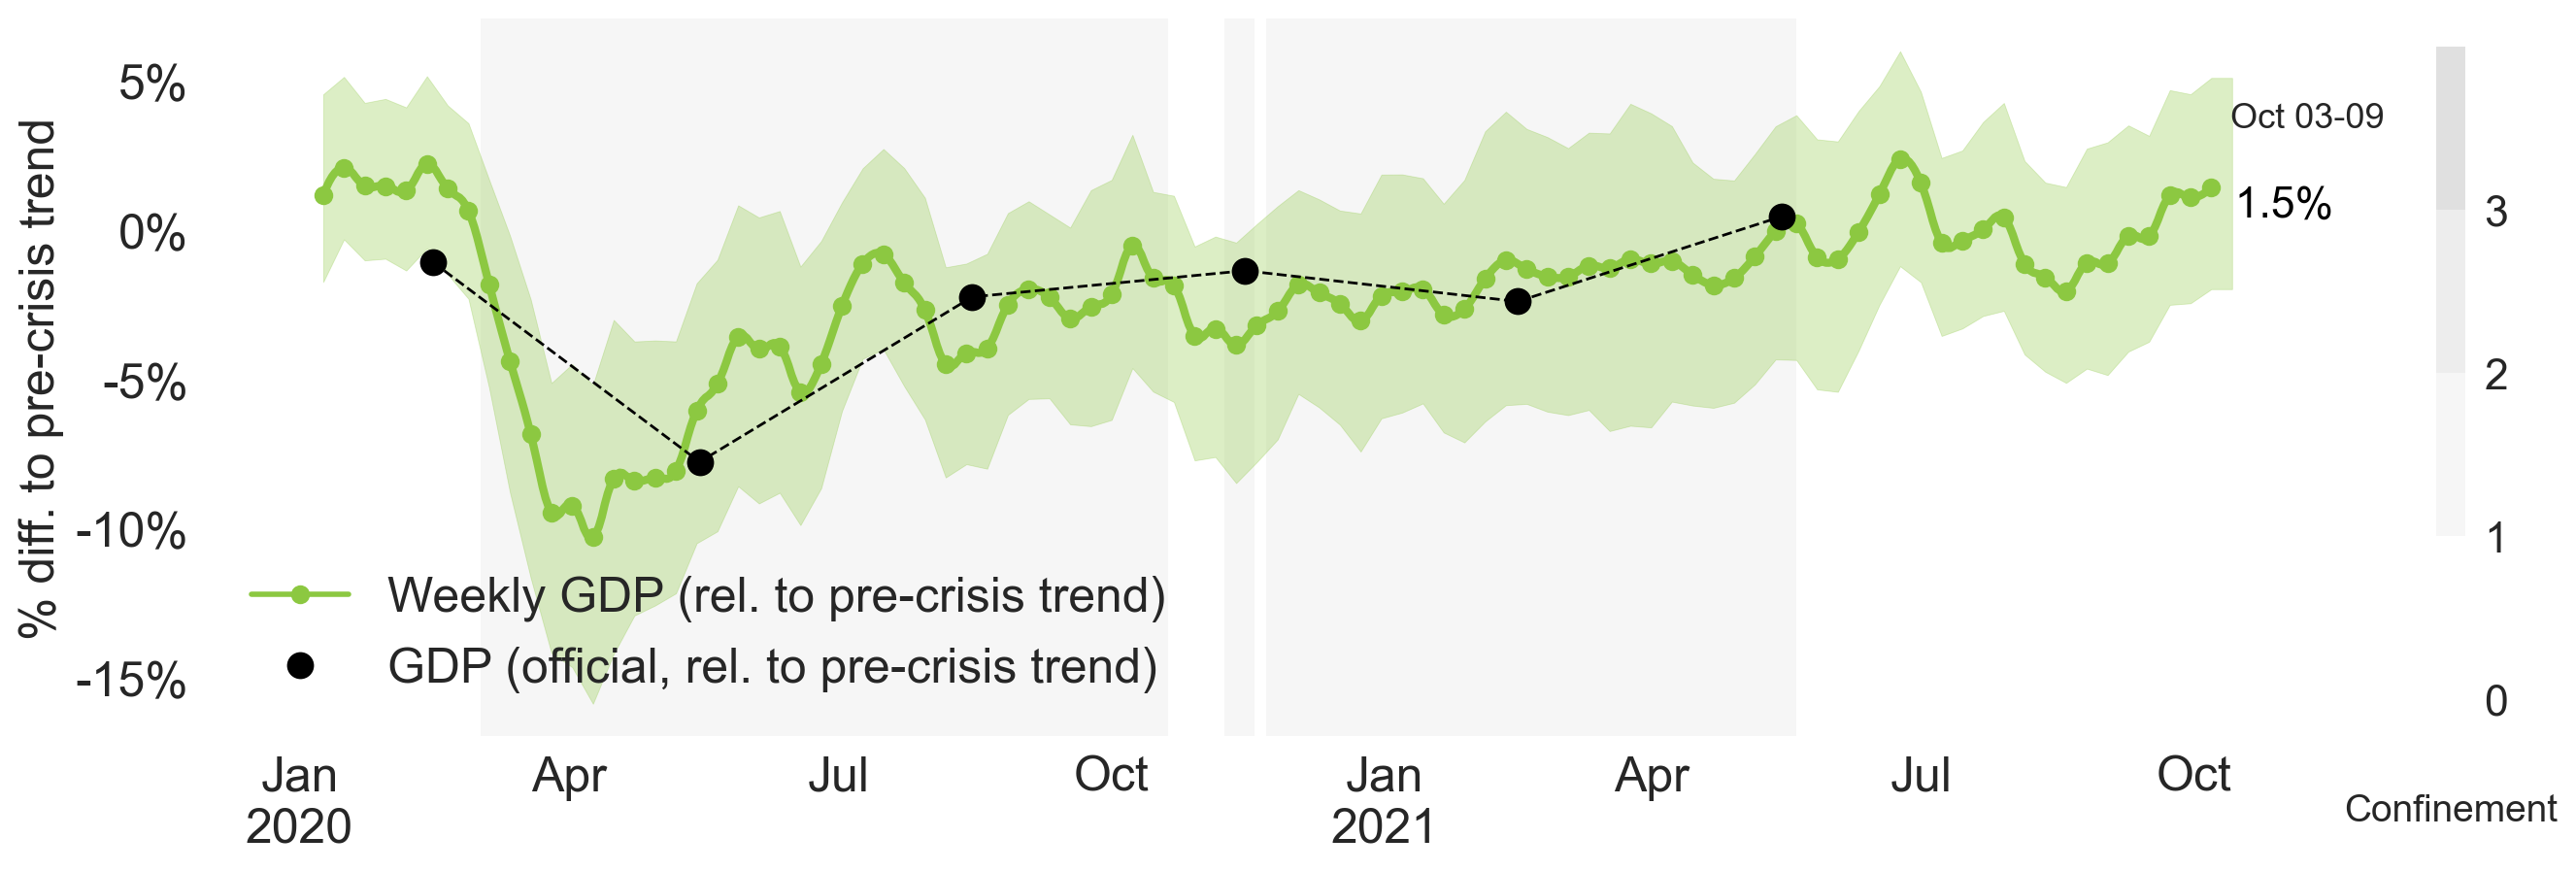 % diff. to pre-crisis trend
5%
0%
-5%
-10%
-15%
Oct 03-09
1.5%
Weekly GDP (rel. to pre-crisis trend)
GDP (official, rel. to pre-crisis trend)
Jan
2020
Apr
Jul
Oct
Jan
2021
Apr
Jul
Oct
3
2
1
0
Confinement